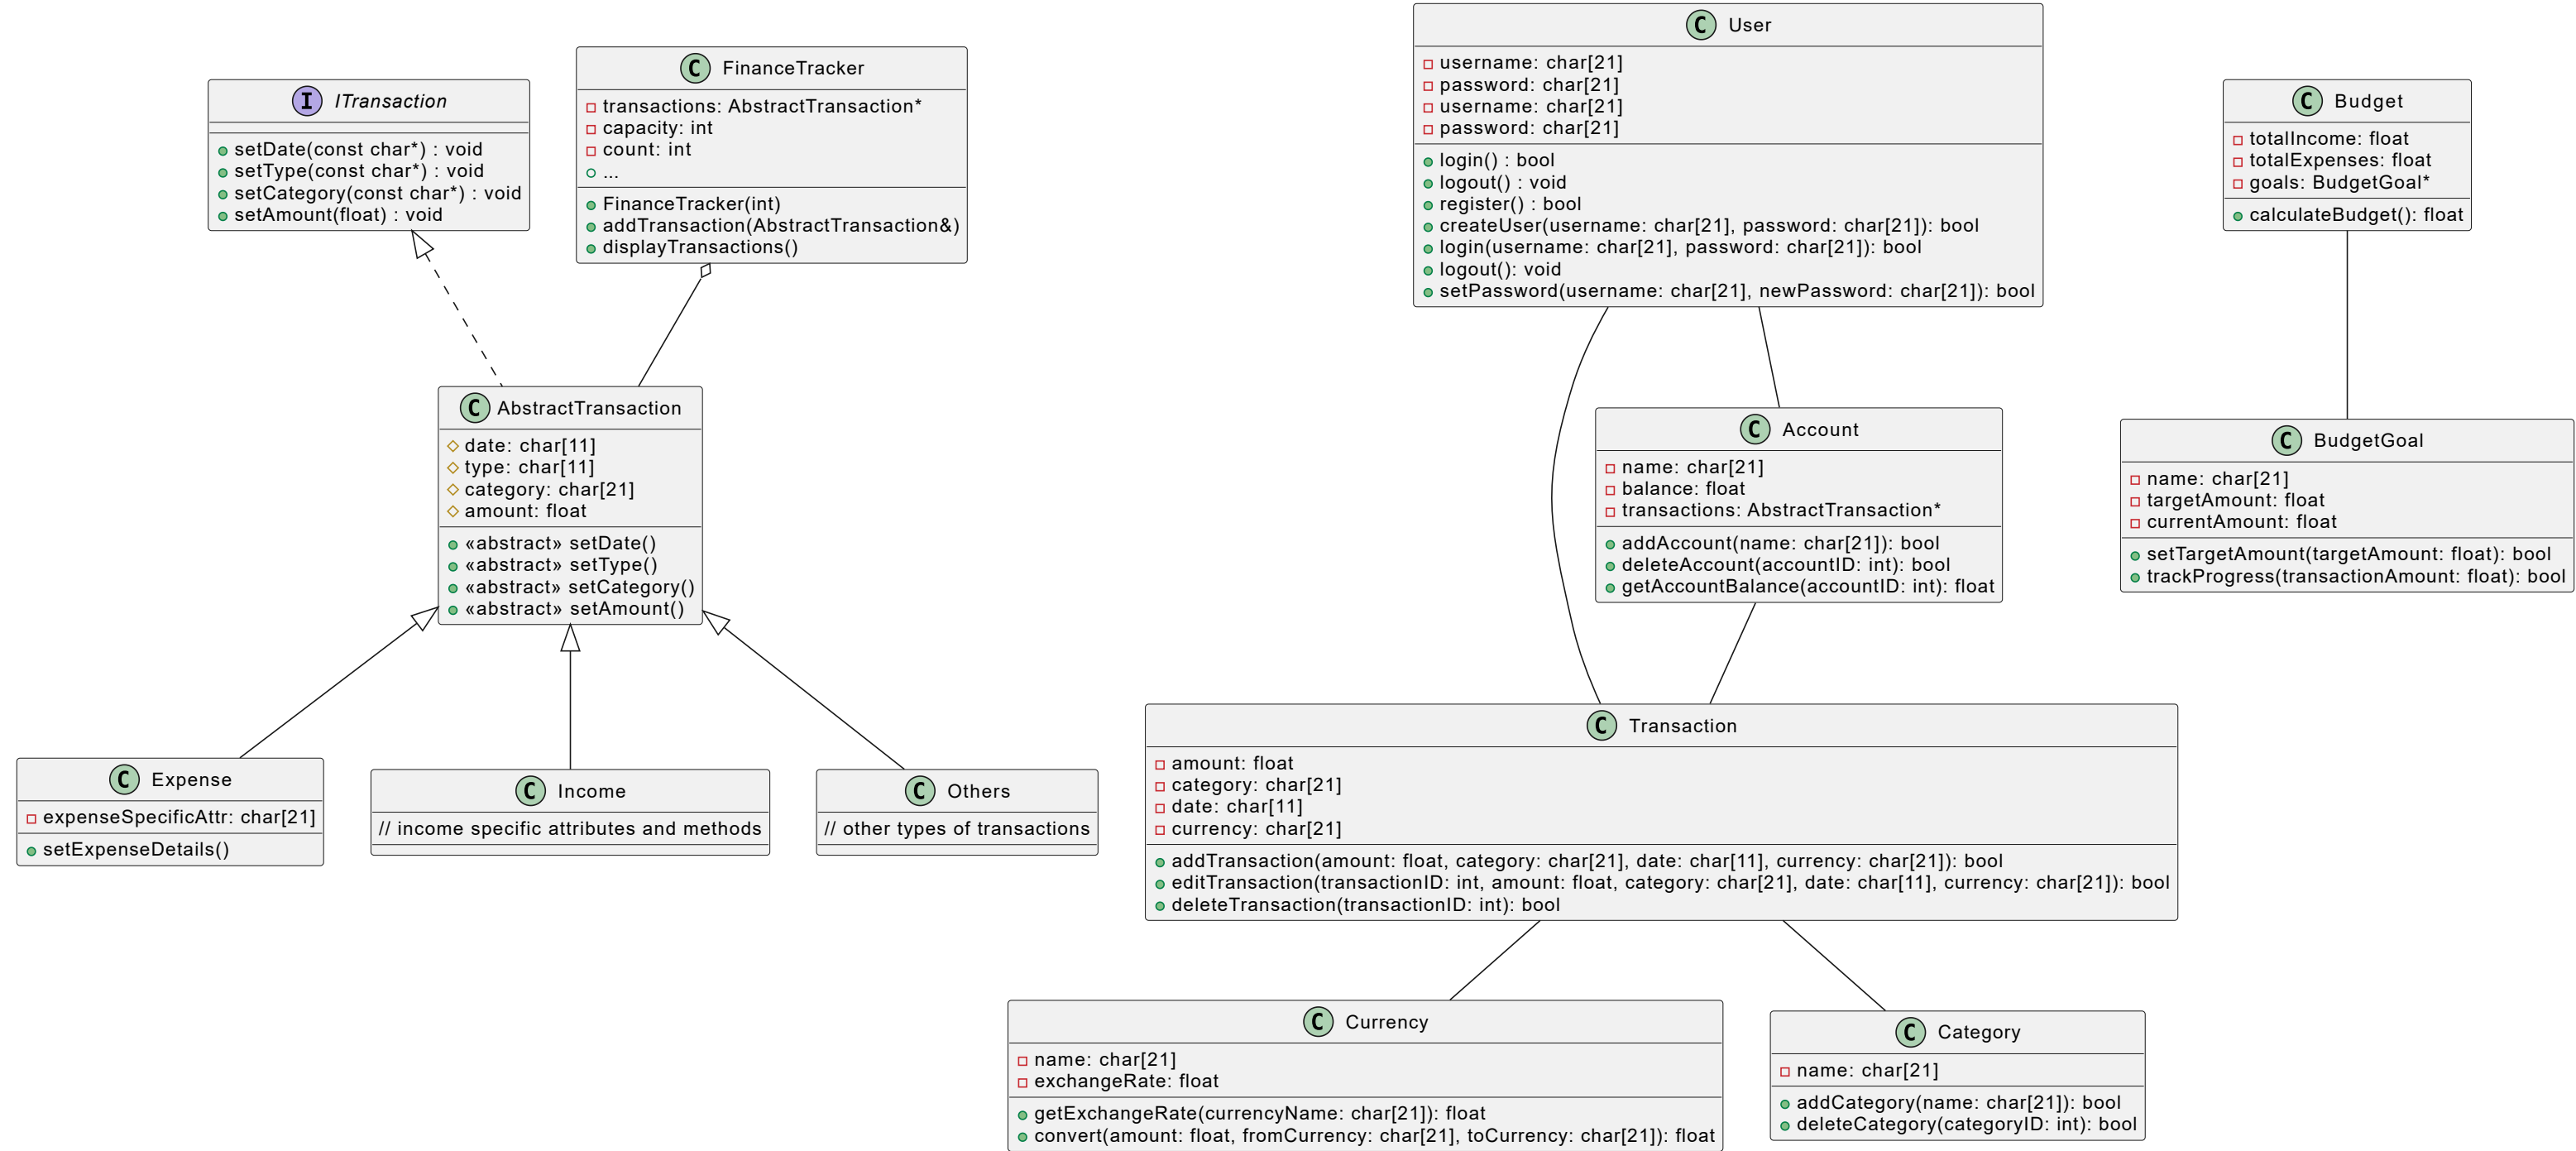 I ITransaction
setDate(const char*) : void
setType(const char*) : void
setCategory(const char*) : void
setAmount(float) : void
C FinanceTracker
transactions: AbstractTransaction*
capacity: int
count: int
...
FinanceTracker(int)
addTransaction(AbstractTransaction&)
displayTransactions()
C User
username: char[21]
password: char[21]
username: char[21]
password: char[21]
login() : bool
logout() : void
register() : bool
createUser(username: char[21], password: char[21]): bool
login(username: char[21], password: char[21]): bool
logout(): void
setPassword(username: char[21], newPassword: char[21]): bool
C Budget
totalIncome: float
totalExpenses: float
goals: BudgetGoal*
calculateBudget(): float
C AbstractTransaction
date: char[11]
type: char[11]
category: char[21]
amount: float
«abstract» setDate()
«abstract» setType()
«abstract» setCategory()
«abstract» setAmount()
C Account
name: char[21]
balance: float
transactions: AbstractTransaction*
addAccount(name: char[21]): bool
deleteAccount(accountID: int): bool
getAccountBalance(accountID: int): float
C BudgetGoal
name: char[21]
targetAmount: float
currentAmount: float
setTargetAmount(targetAmount: float): bool
trackProgress(transactionAmount: float): bool
C Expense
expenseSpecificAttr: char[21]
setExpenseDetails()
C Income
// income specific attributes and methods
C Others
// other types of transactions
C Transaction
amount: float
category: char[21]
date: char[11]
currency: char[21]
addTransaction(amount: float, category: char[21], date: char[11], currency: char[21]): bool
editTransaction(transactionID: int, amount: float, category: char[21], date: char[11], currency: char[21]): bool
deleteTransaction(transactionID: int): bool
C Currency
name: char[21]
exchangeRate: float
getExchangeRate(currencyName: char[21]): float
convert(amount: float, fromCurrency: char[21], toCurrency: char[21]): float
C Category
name: char[21]
addCategory(name: char[21]): bool
deleteCategory(categoryID: int): bool